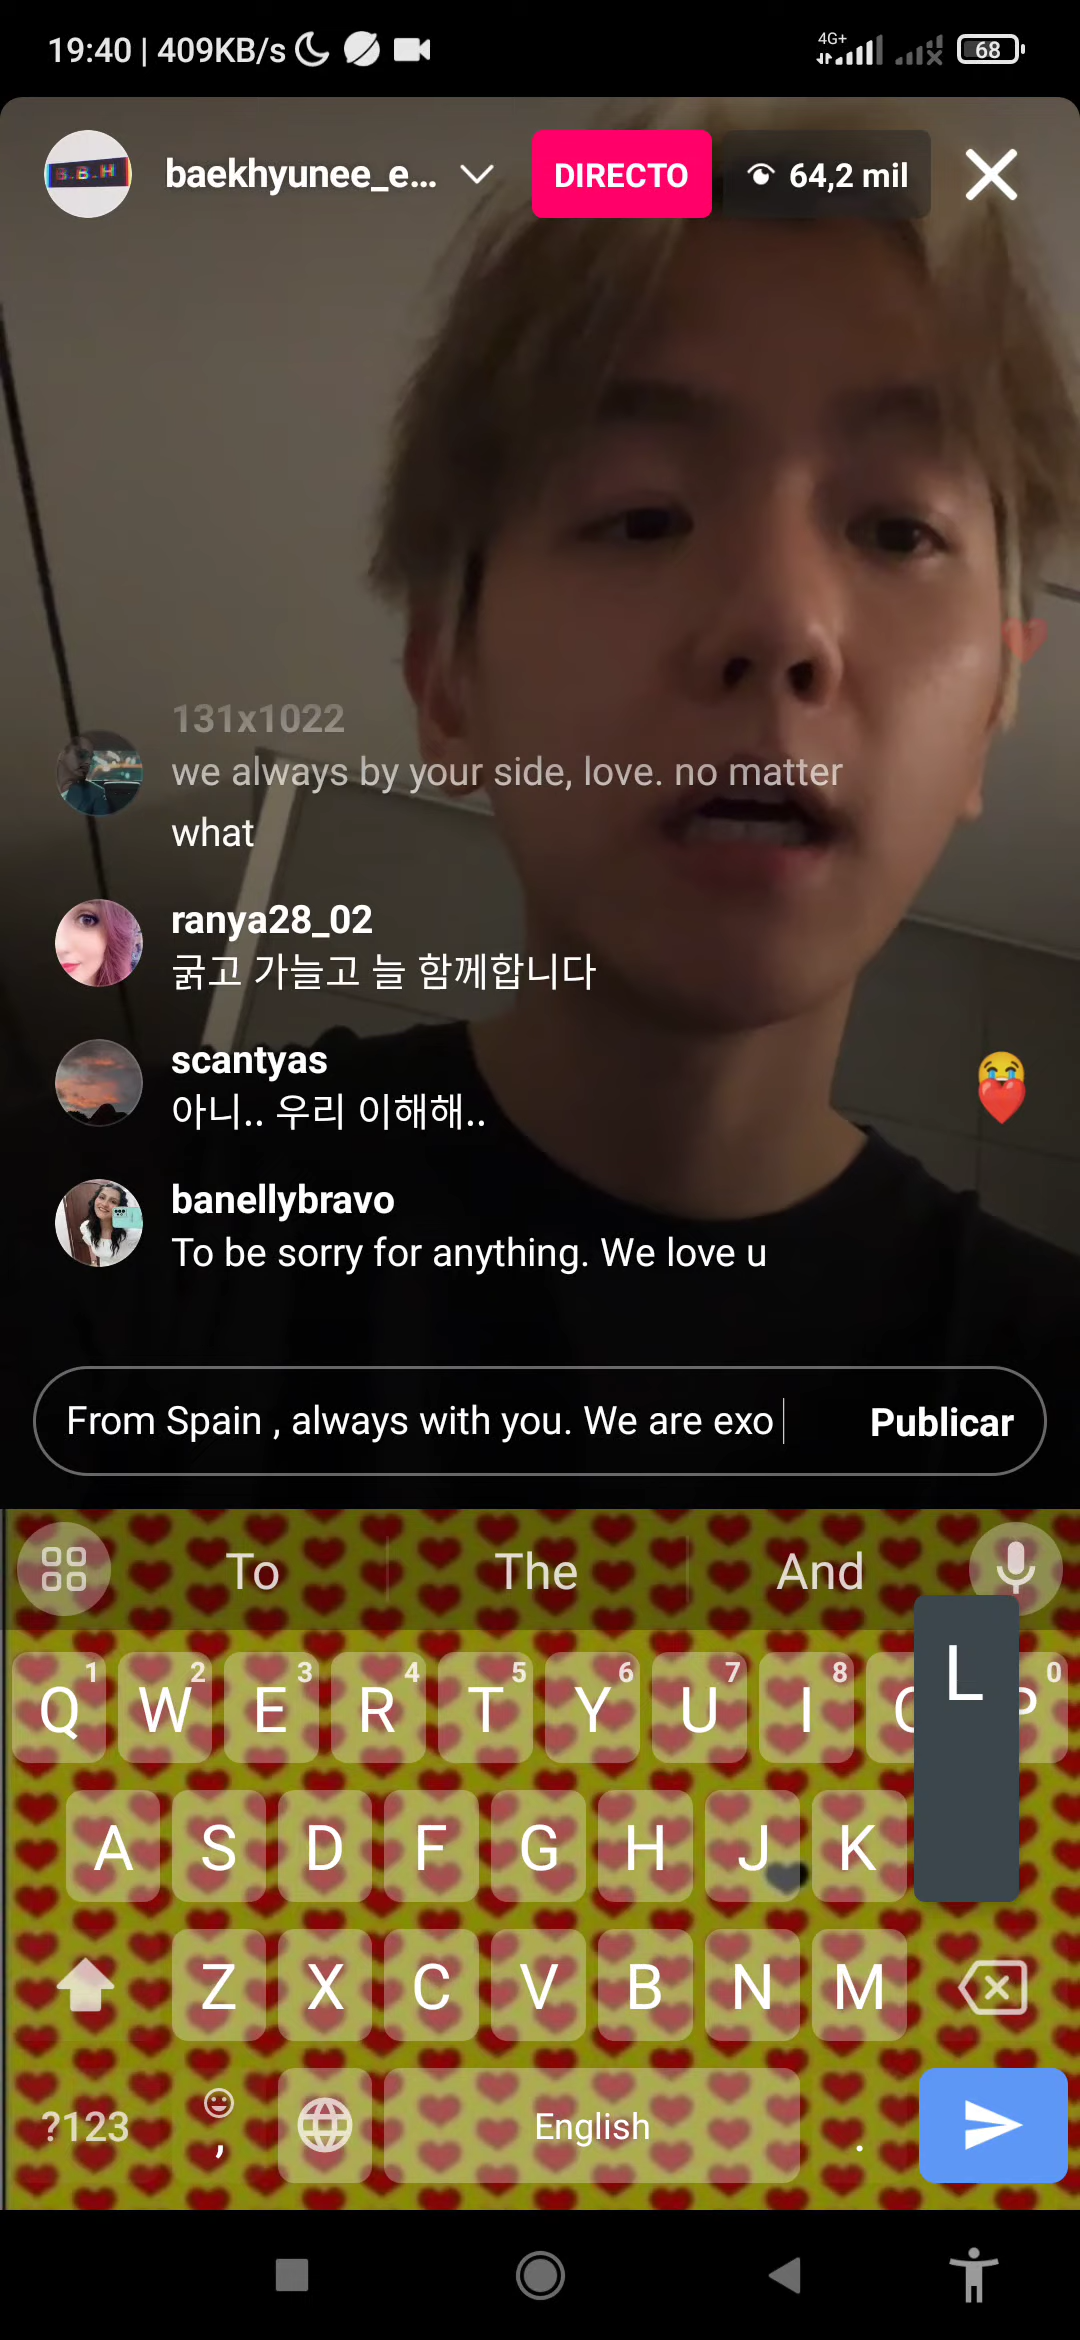 19:40 | 409KB/s
4G+
68
B.B.H
baekhyunee_e...
DIRECTO
64,2 mil
131x1022
we always by your side, love. no matter
what
ranya28_02
굵고 가늘고 늘 함께합니다
scantyas
아니.. 우리 이해해..
banellybravo
To be sorry for anything. We love u
From Spain , always with you. We are exo
Publicar
To The And
L
1 2 3 4 5 6 7 8 0
Q W E R T Y U I O P
A S D F G H J K
Z X C V B N M
?123 , English .